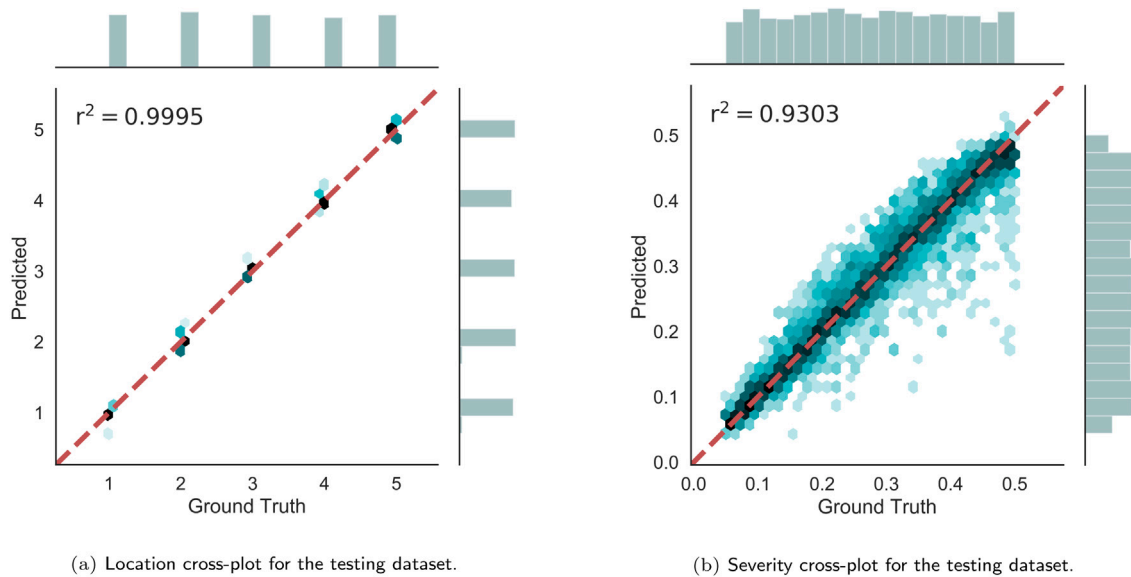 r² = 0.9995
5
4
3
2
1
Predicted
1 2 3 4 5
Ground Truth
(a) Location cross-plot for the testing dataset.
r² = 0.9303
0.5
0.4
0.3
0.2
0.1
0.0
Predicted
0.0 0.1 0.2 0.3 0.4 0.5
Ground Truth
(b) Severity cross-plot for the testing dataset.